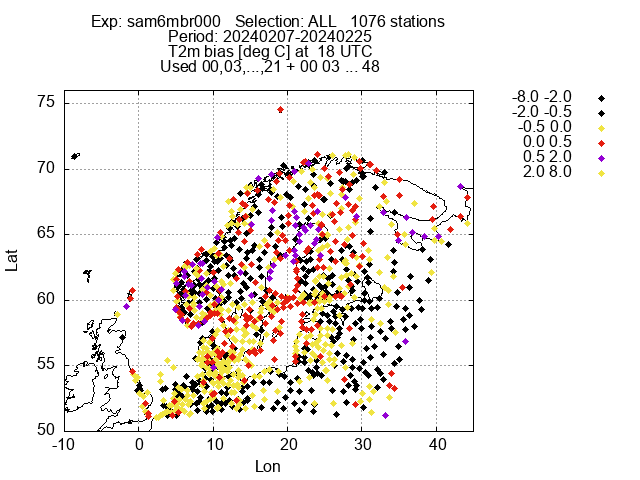 Exp: sam6mbr000   Selection: ALL   1076 stations
Period: 20240207-20240225
T2m bias [deg C] at  18 UTC
Used 00,03,...,21 + 00 03 ... 48
-8.0 -2.0
-2.0 -0.5
-0.5 0.0
0.0 0.5
0.5 2.0
2.0 8.0
75
70
65
60
55
50
Lat
-10 0 10 20 30 40
Lon